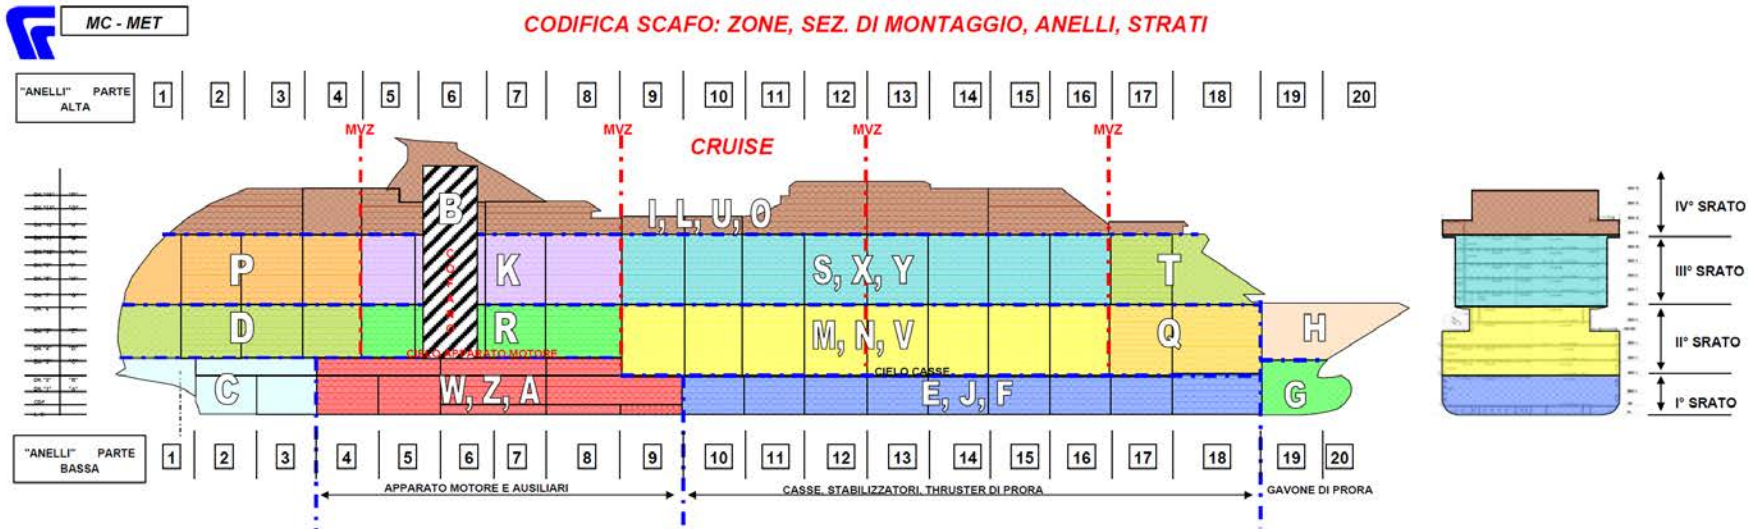 MC - MET
CODIFICA SCAFO: ZONE, SEZ. DI MONTAGGIO, ANELLI, STRATI
"ANELLI" PARTE
ALTA
1 2 3 4 5 6 7 8 9 10 11 12 13 14 15 16 17 18 19 20
MVZ MVZ MVZ MVZ
CRUISE
B
I, L, U, O
COFANO
P K S, X, Y T
D R M, N, V Q H
CIELO APPARATO MOTORE
CIELO CASSE
C W, Z, A E, J, F G
IV° SRATO
III° SRATO
II° SRATO
I° SRATO
"ANELLI" PARTE
BASSA
1 2 3 4 5 6 7 8 9 10 11 12 13 14 15 16 17 18 19 20
APPARATO MOTORE E AUSILIARI
CASSE, STABILIZZATORI, THRUSTER DI PRORA
GAVONE DI PRORA